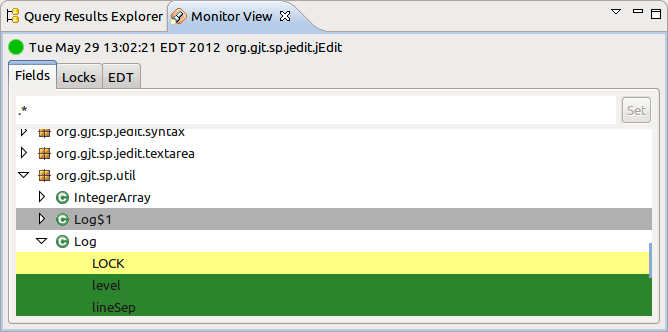 Query Results Explorer Monitor View
Tue May 29 13:02:21 EDT 2012 org.gjt.sp.jedit.jEdit
Fields Locks EDT
.* Set
org.gjt.sp.jedit.syntax
org.gjt.sp.jedit.textarea
org.gjt.sp.util
C IntegerArray
C Log$1
C Log
LOCK
level
lineSep